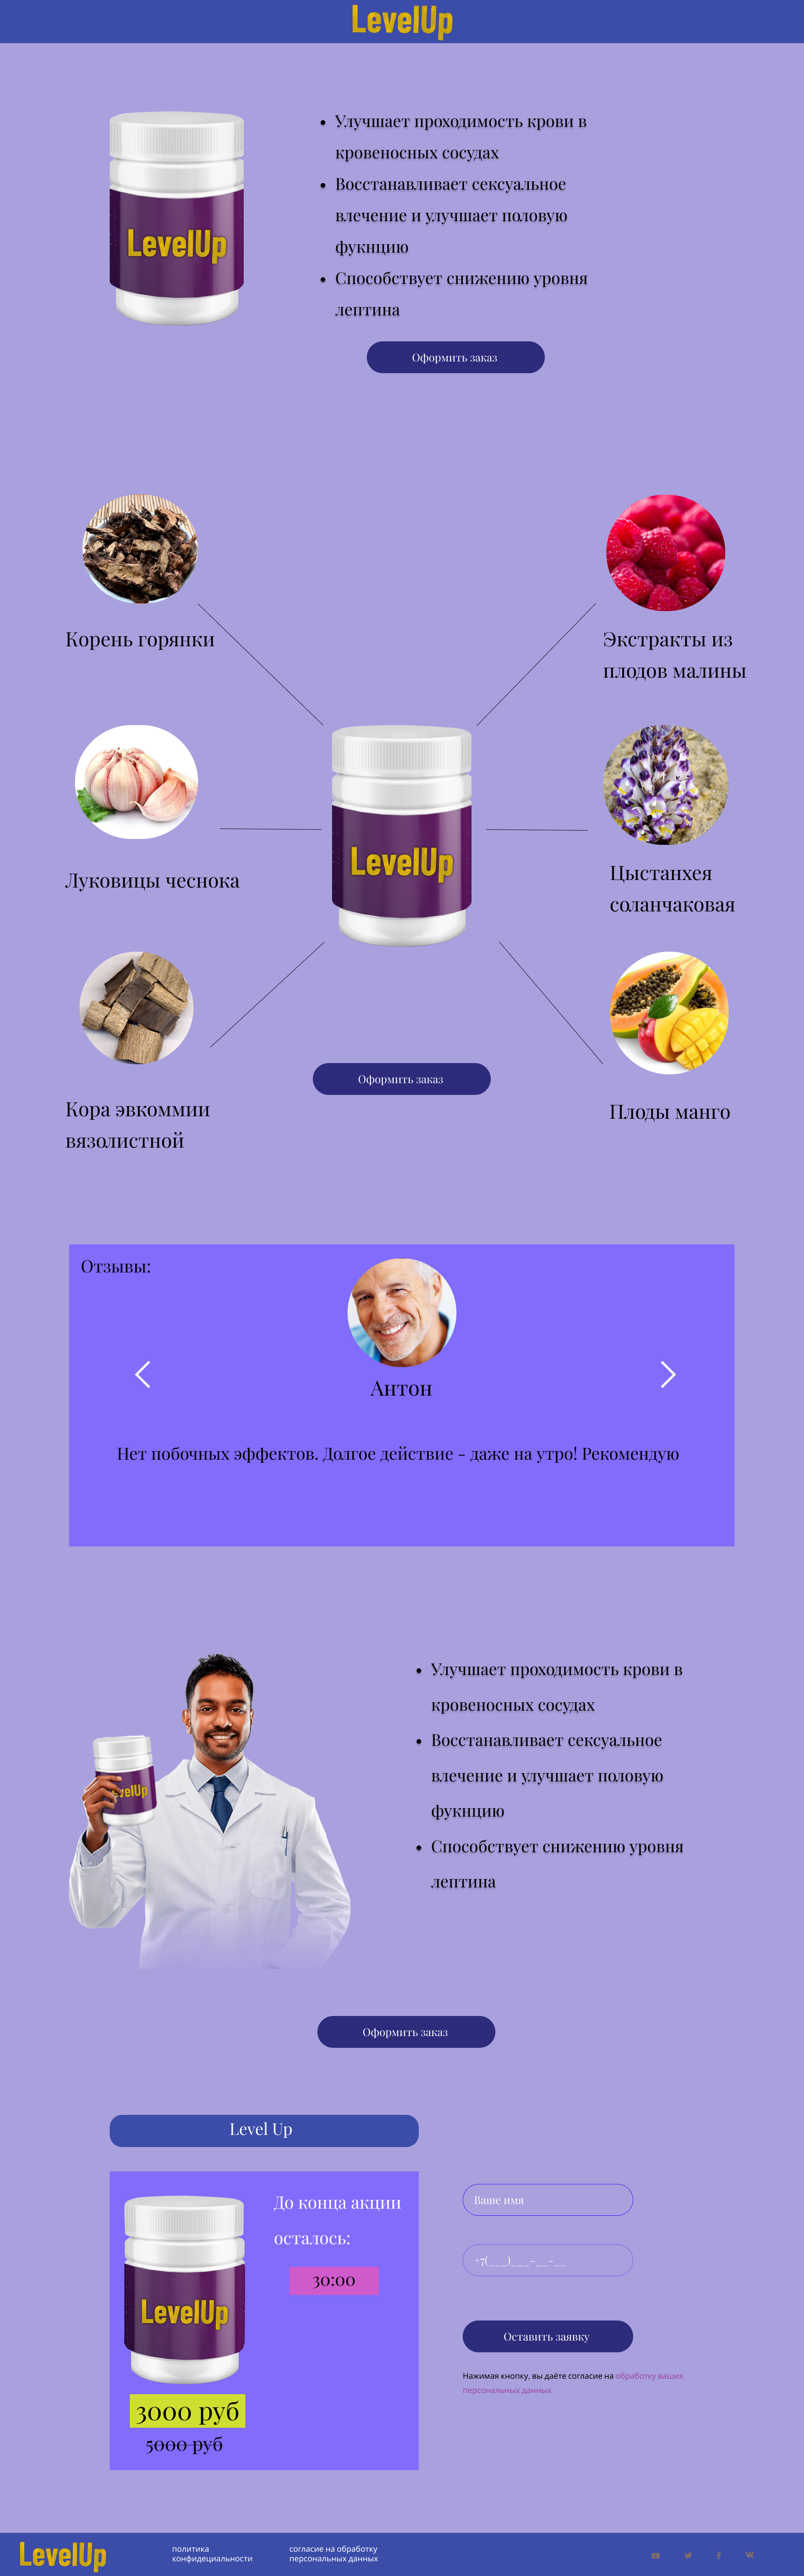 LevelUp
LevelUp
Улучшает проходимость крови в
кровеносных сосудах
Восстанавливает сексуальное
влечение и улучшает половую
фукнцию
Способствует снижению уровня
лептина
Оформить заказ
Корень горянки
Экстракты из
плодов малины
LevelUp
Луковицы чеснока
Цыстанхея
соланчаковая
Оформить заказ
Кора эвкоммии
вязолистной
Плоды манго
Отзывы:
Антон
Нет побочных эффектов. Долгое действие - даже на утро! Рекомендую
Улучшает проходимость крови в
кровеносных сосудах
Восстанавливает сексуальное
влечение и улучшает половую
фукнцию
Способствует снижению уровня
лептина
LevelUp
Оформить заказ
Level Up
До конца акции
осталось:
30:00
LevelUp
3000 руб
5000 руб
Ваше имя
+7(___)___-__-__
Оставить заявку
Нажимая кнопку, вы даёте согласие на обработку ваших
персональных данных
LevelUp
политика
конфидециальности
согласие на обработку
персональных данных